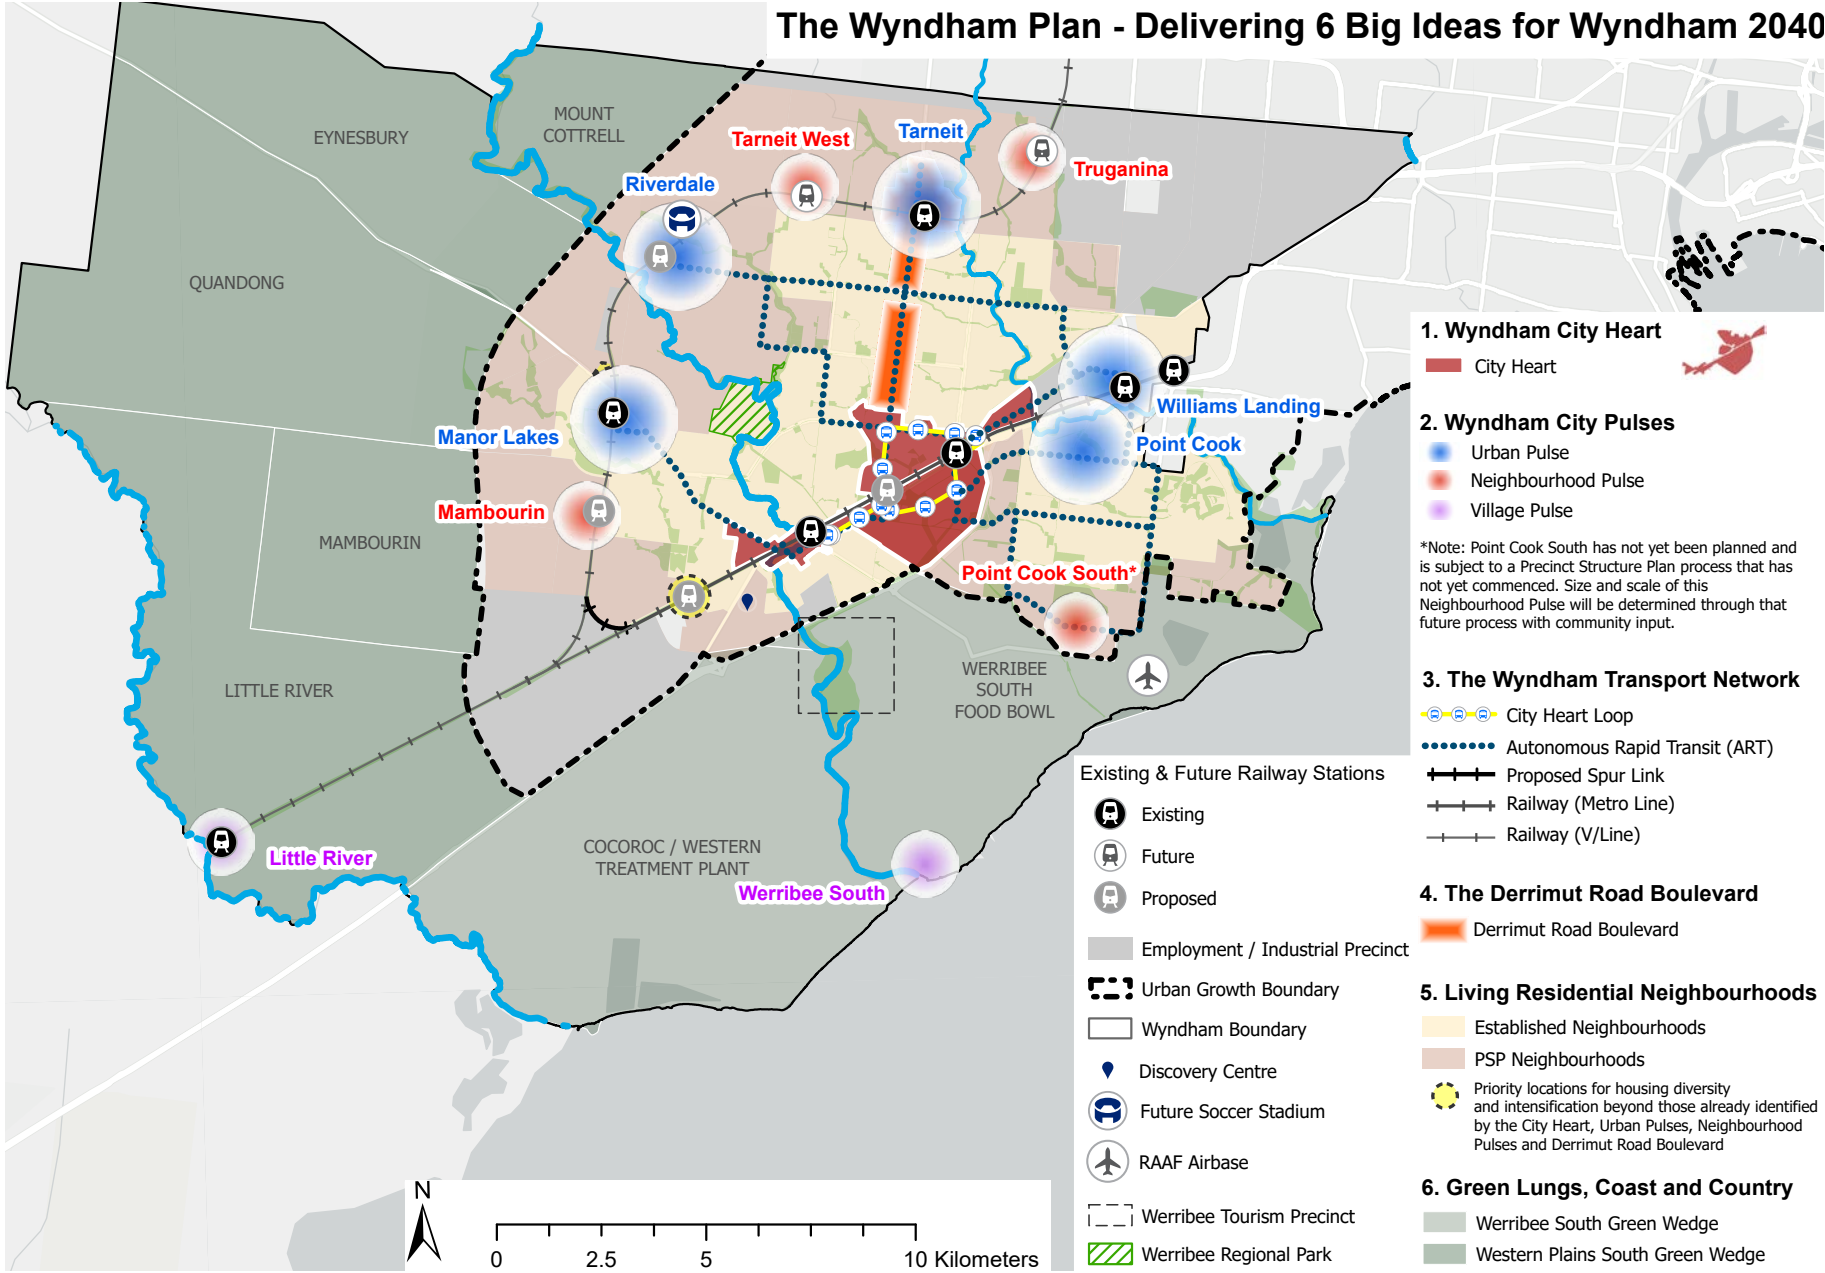 The Wyndham Plan - Delivering 6 Big Ideas for Wyndham 2040
MOUNT
COTTRELL
EYNESBURY
Tarneit West
Tarneit
Truganina
Riverdale
QUANDONG
Manor Lakes
Williams Landing
Point Cook
Mambourin
MAMBOURIN
Point Cook South*
LITTLE RIVER
WERRIBEE
SOUTH
FOOD BOWL
Little River
COCOROC / WESTERN
TREATMENT PLANT
Werribee South
N
0
2.5
5
10 Kilometers
Existing & Future Railway Stations
Existing
Future
Proposed
Employment / Industrial Precinct
Urban Growth Boundary
Wyndham Boundary
Discovery Centre
Future Soccer Stadium
RAAF Airbase
Werribee Tourism Precinct
Werribee Regional Park
1. Wyndham City Heart
City Heart
2. Wyndham City Pulses
Urban Pulse
Neighbourhood Pulse
Village Pulse
*Note: Point Cook South has not yet been planned and
is subject to a Precinct Structure Plan process that has
not yet commenced. Size and scale of this
Neighbourhood Pulse will be determined through that
future process with community input.
3. The Wyndham Transport Network
City Heart Loop
Autonomous Rapid Transit (ART)
Proposed Spur Link
Railway (Metro Line)
Railway (V/Line)
4. The Derrimut Road Boulevard
Derrimut Road Boulevard
5. Living Residential Neighbourhoods
Established Neighbourhoods
PSP Neighbourhoods
Priority locations for housing diversity
and intensification beyond those already identified
by the City Heart, Urban Pulses, Neighbourhood
Pulses and Derrimut Road Boulevard
6. Green Lungs, Coast and Country
Werribee South Green Wedge
Western Plains South Green Wedge